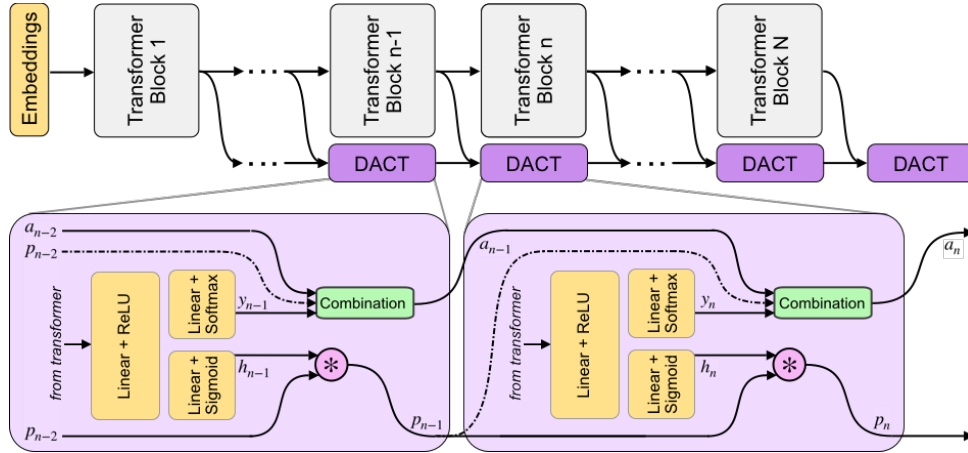 Embeddings
Transformer
Block 1
Transformer
Block n-1
Transformer
Block n
Transformer
Block N
DACT
DACT
DACT
DACT
a_{n-2}
p_{n-2}
from transformer
Linear + ReLU
Linear +
Softmax
y_{n-1}
Combination
Linear +
Sigmoid
h_{n-1}
*
p_{n-2}
p_{n-1}
a_{n-1}
from transformer
Linear + ReLU
Linear +
Softmax
y_n
Combination
Linear +
Sigmoid
h_n
*
p_n
a_n